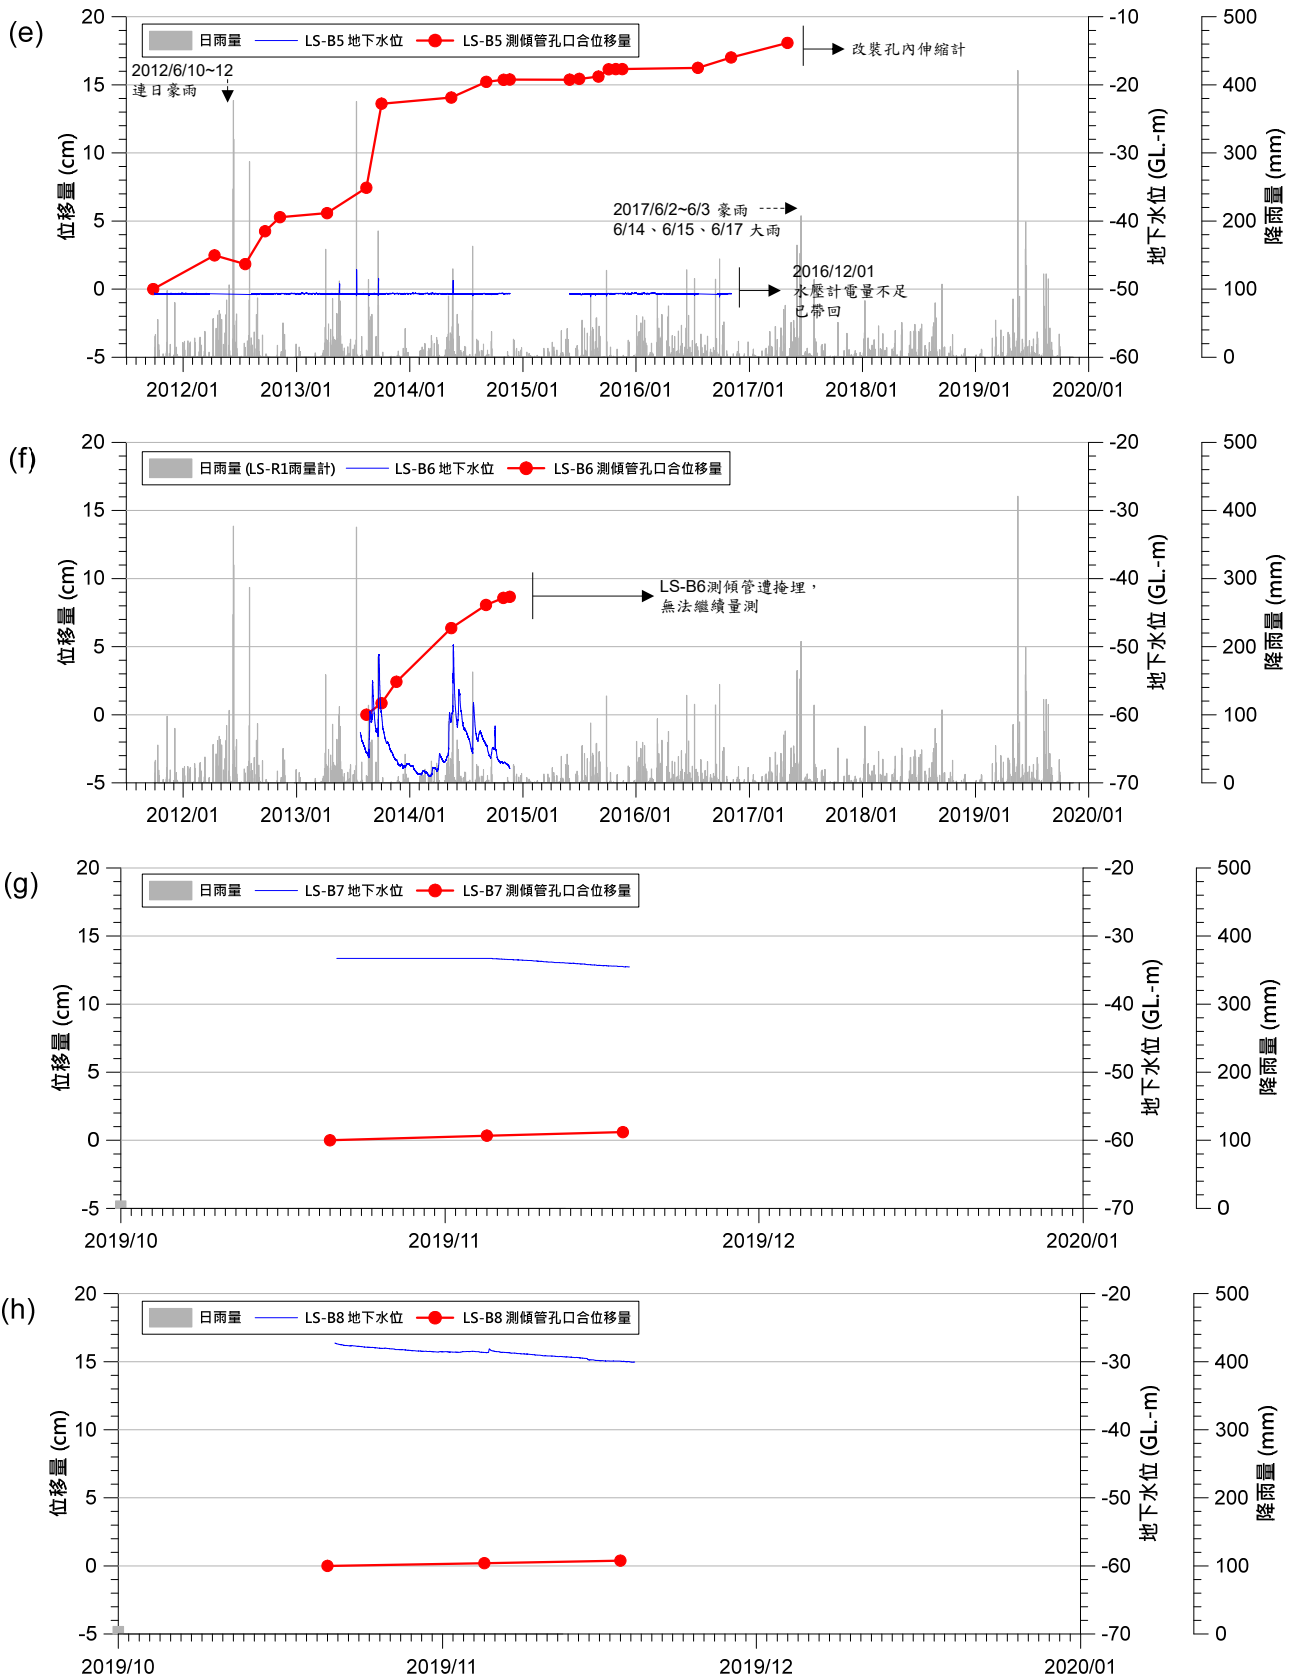 (e)
日雨量 LS-B5 地下水位 LS-B5 測傾管孔口合位移量
改裝孔內伸縮計
2012/6/10~12
連日豪雨
2017/6/2~6/3 豪雨
6/14、6/15、6/17 大雨
2016/12/01
水壓計電量不足
已帶回
20 15 10 5 0 -5
位移量 (cm)
-10 -20 -30 -40 -50 -60
地下水位 (GL.-m)
500 400 300 200 100 0
降雨量 (mm)
2012/01 2013/01 2014/01 2015/01 2016/01 2017/01 2018/01 2019/01 2020/01
(f)
日雨量 (LS-R1雨量計) LS-B6 地下水位 LS-B6 測傾管孔口合位移量
LS-B6測傾管遭掩埋，
無法繼續量測
20 15 10 5 0 -5
位移量 (cm)
-20 -30 -40 -50 -60 -70
地下水位 (GL.-m)
500 400 300 200 100 0
降雨量 (mm)
2012/01 2013/01 2014/01 2015/01 2016/01 2017/01 2018/01 2019/01 2020/01
(g)
日雨量 LS-B7 地下水位 LS-B7 測傾管孔口合位移量
20 15 10 5 0 -5
位移量 (cm)
-20 -30 -40 -50 -60 -70
地下水位 (GL.-m)
500 400 300 200 100 0
降雨量 (mm)
2019/10 2019/11 2019/12 2020/01
(h)
日雨量 LS-B8 地下水位 LS-B8 測傾管孔口合位移量
20 15 10 5 0 -5
位移量 (cm)
-20 -30 -40 -50 -60 -70
地下水位 (GL.-m)
500 400 300 200 100 0
降雨量 (mm)
2019/10 2019/11 2019/12 2020/01